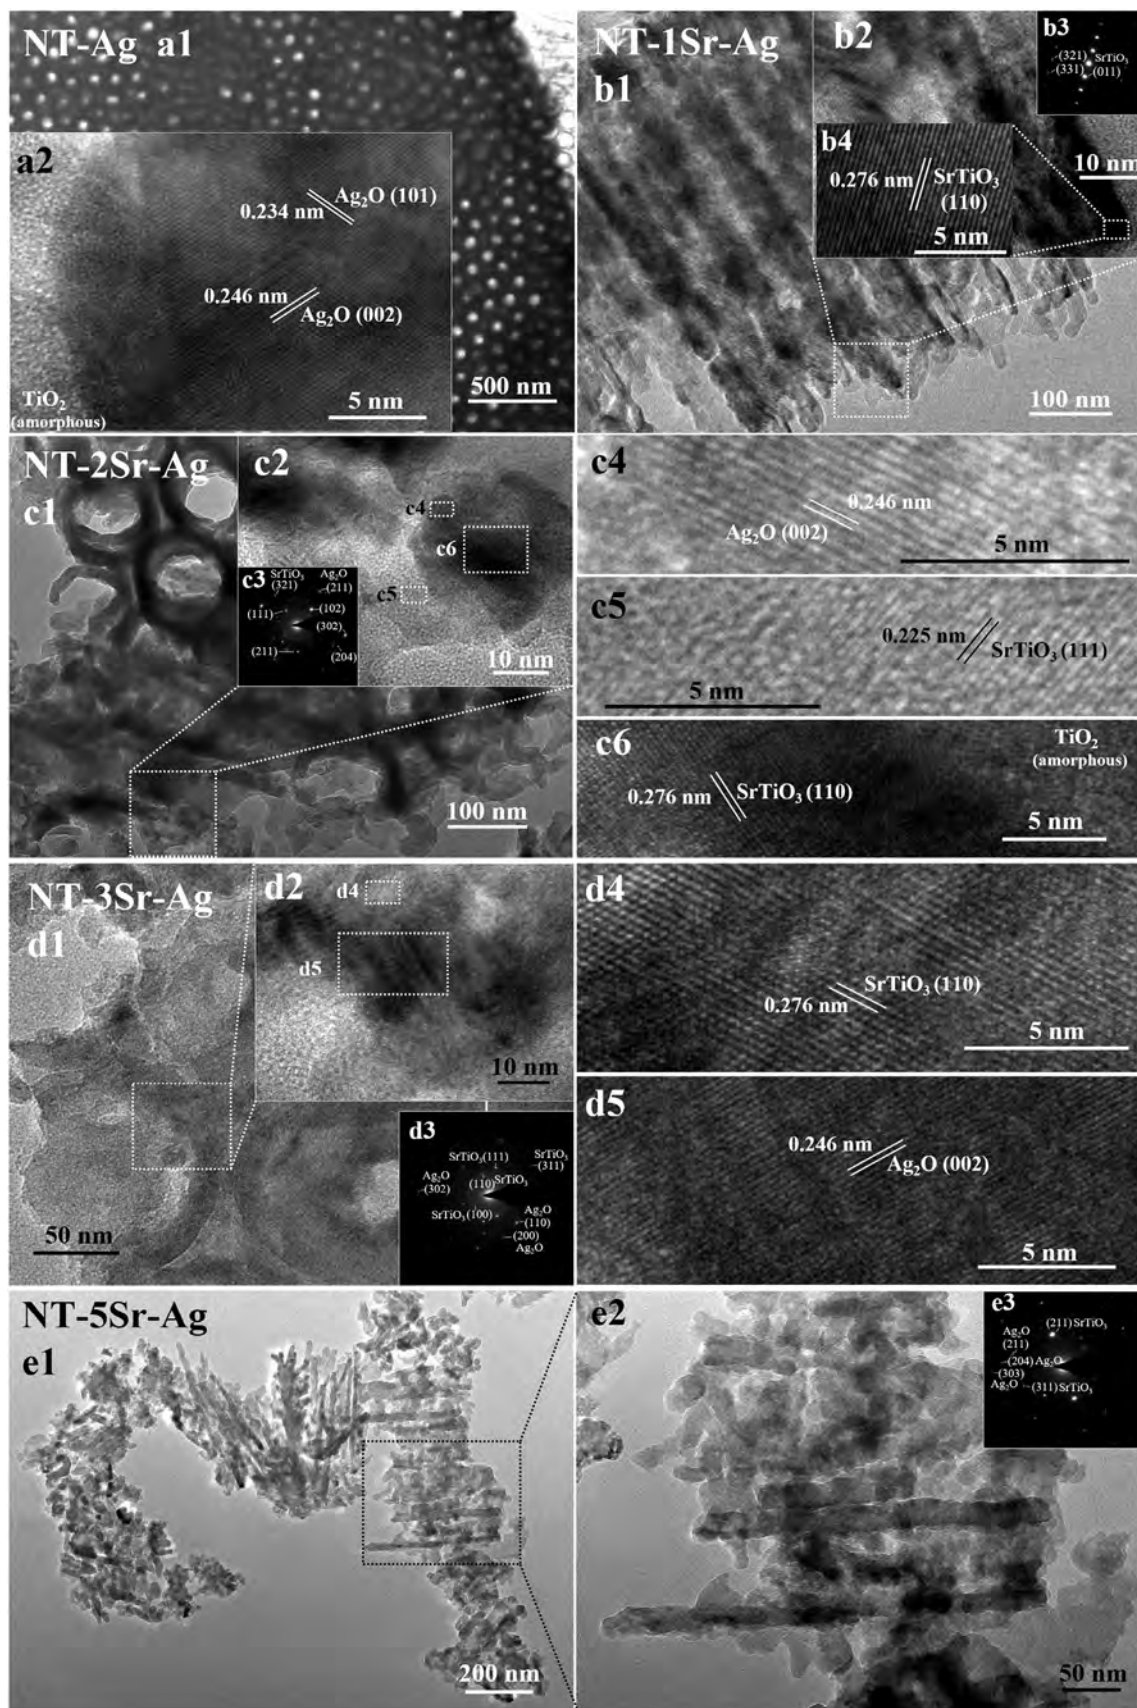 NT-Ag a1
a2
Ag₂O (101)
0.234 nm
0.246 nm
Ag₂O (002)
TiO₂
(amorphous)
5 nm
500 nm
NT-1Sr-Ag
b1
b2
b3
(321)
SrTiO₃
(331)
(011)
b4
0.276 nm
SrTiO₃
(110)
5 nm
10 nm
100 nm
NT-2Sr-Ag
c1
c2
c4
c6
c5
c3
SrTiO₃
(321)
Ag₂O
(211)
(111)
(102)
(302)
(211)
(204)
10 nm
100 nm
c4
0.246 nm
Ag₂O (002)
5 nm
c5
0.225 nm
SrTiO₃ (111)
5 nm
c6
TiO₂
(amorphous)
0.276 nm
SrTiO₃ (110)
5 nm
NT-3Sr-Ag
d1
d2
d4
d5
10 nm
d3
SrTiO₃ (111)
SrTiO₃
(311)
Ag₂O
(302)
(110)
SrTiO₃
SrTiO₃ (100)
Ag₂O
(110)
(200)
Ag₂O
50 nm
d4
SrTiO₃ (110)
0.276 nm
5 nm
d5
0.246 nm
Ag₂O (002)
5 nm
NT-5Sr-Ag
e1
200 nm
e2
e3
(211) SrTiO₃
Ag₂O
(211)
(204) Ag₂O
(303)
Ag₂O
(311) SrTiO₃
50 nm